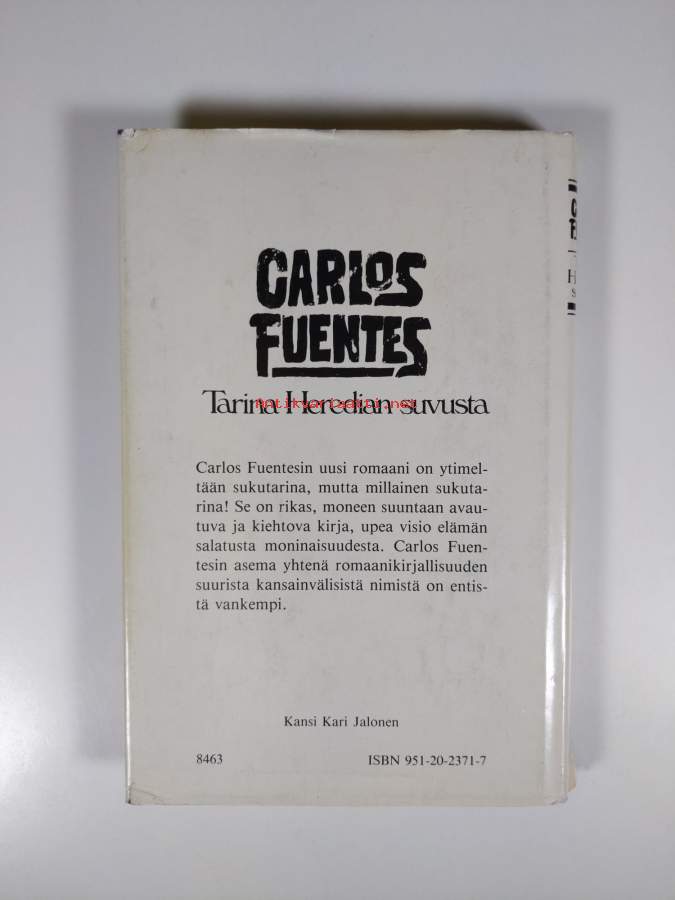 CARLOS
FUENTES
Tarina Heredian suvusta
Antikvariaatti.net
Carlos Fuentesin uusi romaani on ytimel-
tään sukutarina, mutta millainen sukuta-
rina! Se on rikas, moneen suuntaan avau-
tuva ja kiehtova kirja, upea visio elämän
salatusta moninaisuudesta. Carlos Fuen-
tesin asema yhtenä romaanikirjallisuuden
suurista kansainvälisistä nimistä on entis-
tä vankempi.
Kansi Kari Jalonen
8463 ISBN 951-20-2371-7